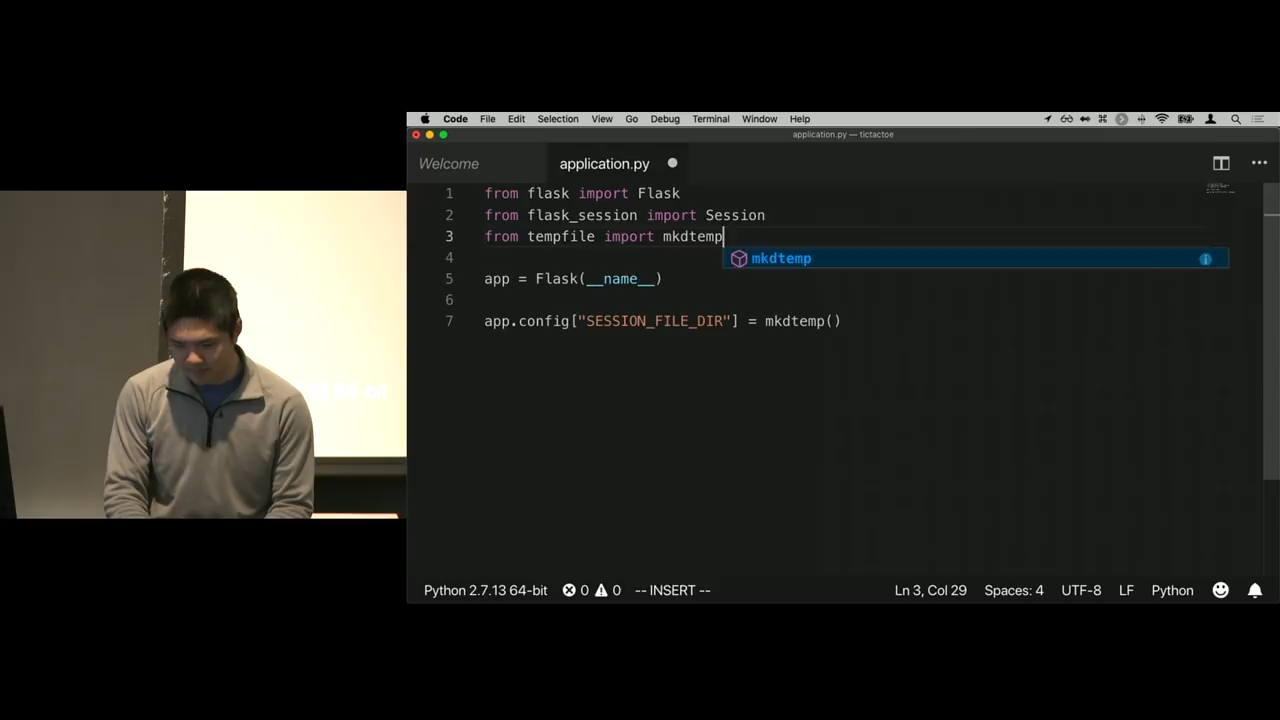 Code File Edit Selection View Go Debug Terminal Window Help
application.py — tictactoe
Welcome application.py
1 from flask import Flask
2 from flask_session import Session
3 from tempfile import mkdtemp
4 mkdtemp
5 app = Flask(__name__)
6
7 app.config["SESSION_FILE_DIR"] = mkdtemp()
Python 2.7.13 64-bit 0 0 -- INSERT -- Ln 3, Col 29 Spaces: 4 UTF-8 LF Python